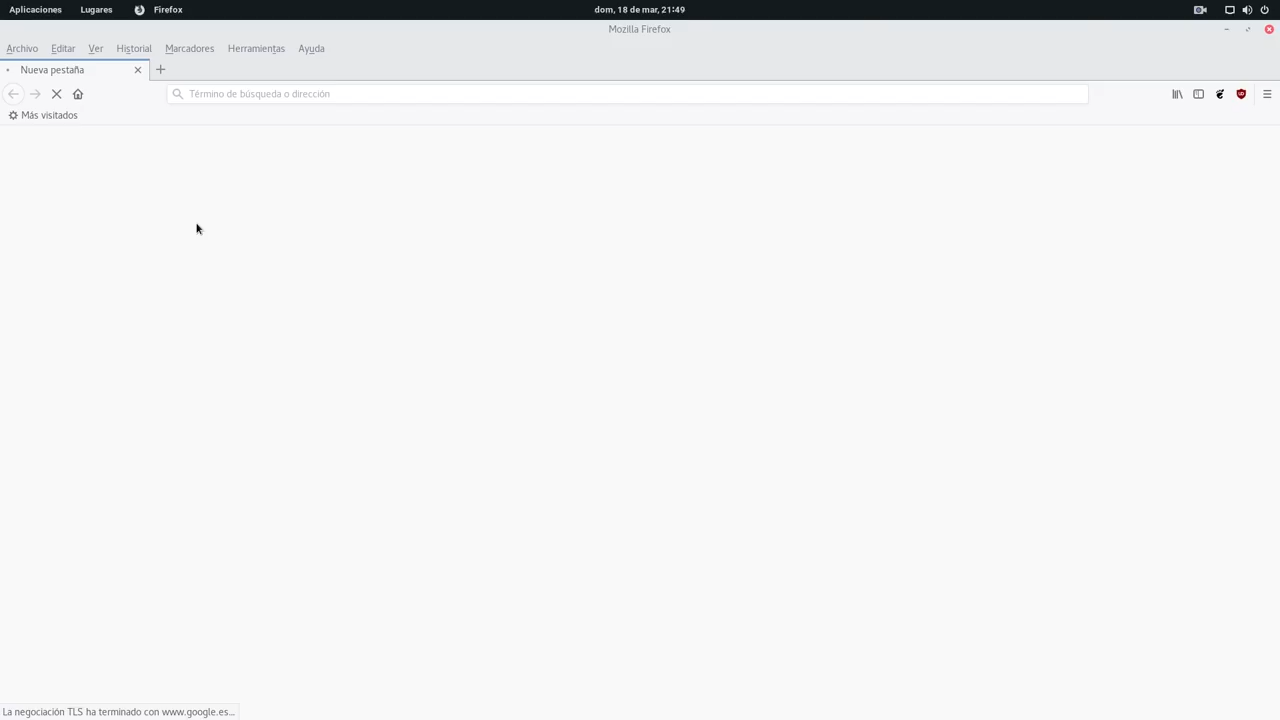 Aplicaciones Lugares Firefox dom, 18 de mar, 21:49
Mozilla Firefox
Archivo Editar Ver Historial Marcadores Herramientas Ayuda
Nueva pestaña
Término de búsqueda o dirección
Más visitados
La negociación TLS ha terminado con www.google.es...